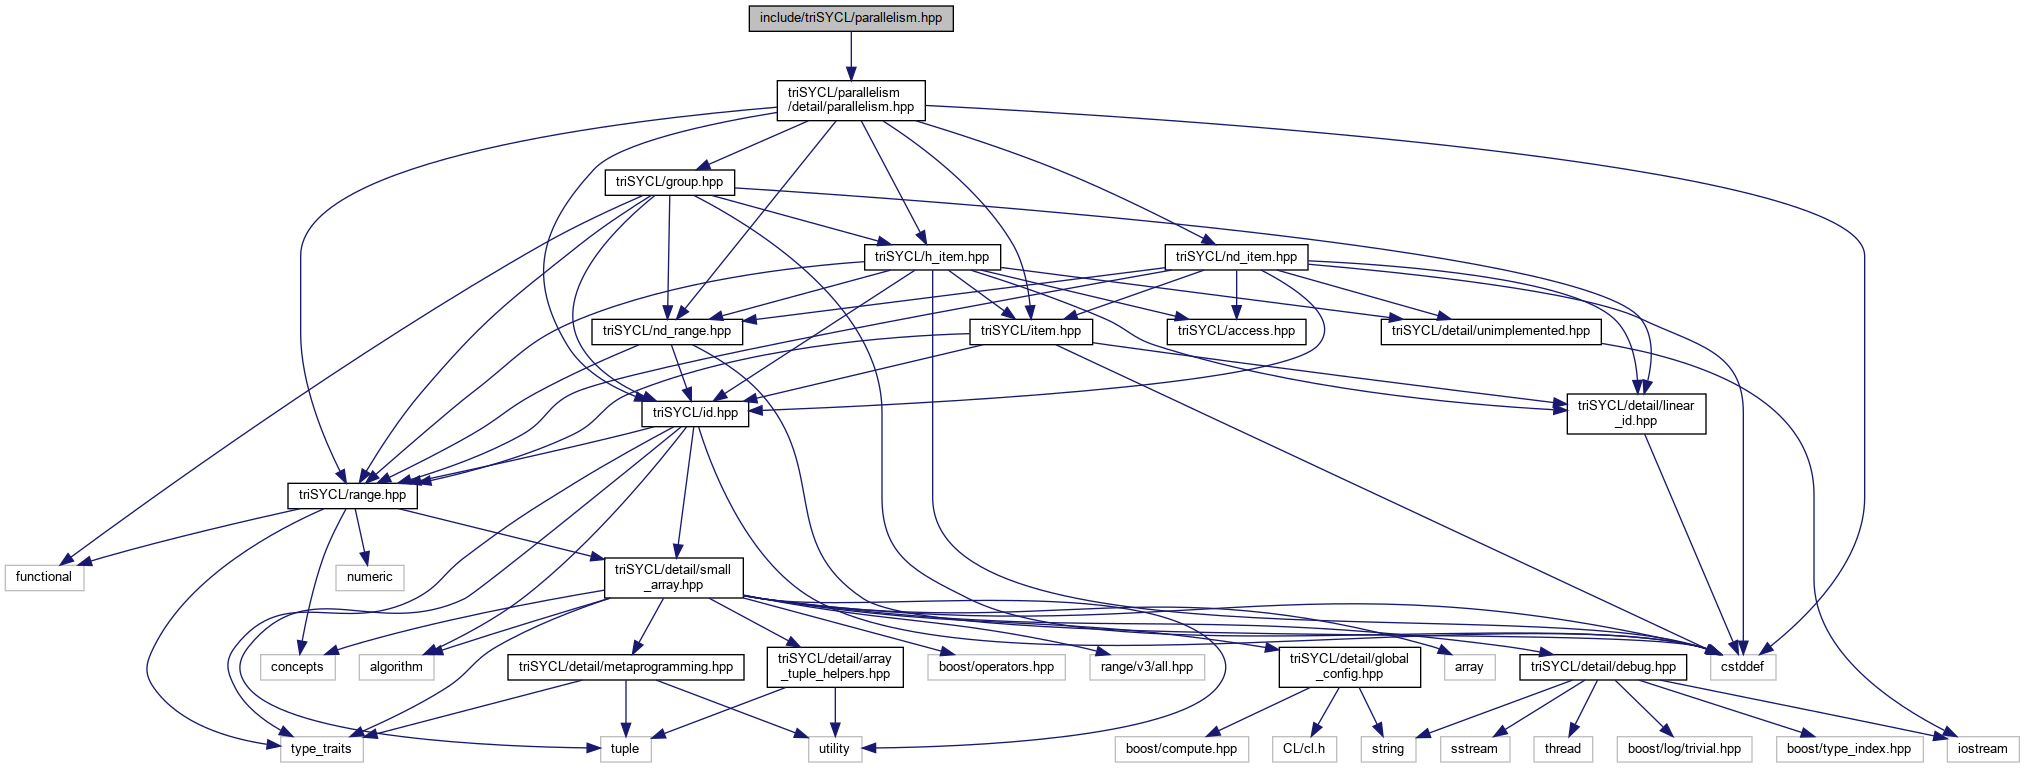 include/triSYCL/parallelism.hpp
triSYCL/parallelism
/detail/parallelism.hpp
triSYCL/group.hpp
triSYCL/h_item.hpp
triSYCL/nd_item.hpp
triSYCL/nd_range.hpp
triSYCL/item.hpp
triSYCL/access.hpp
triSYCL/detail/unimplemented.hpp
triSYCL/id.hpp
triSYCL/detail/linear
_id.hpp
triSYCL/range.hpp
functional
numeric
triSYCL/detail/small
_array.hpp
concepts
algorithm
triSYCL/detail/metaprogramming.hpp
triSYCL/detail/array
_tuple_helpers.hpp
boost/operators.hpp
range/v3/all.hpp
triSYCL/detail/global
_config.hpp
array
triSYCL/detail/debug.hpp
cstddef
type_traits
tuple
utility
boost/compute.hpp
CL/cl.h
string
sstream
thread
boost/log/trivial.hpp
boost/type_index.hpp
iostream